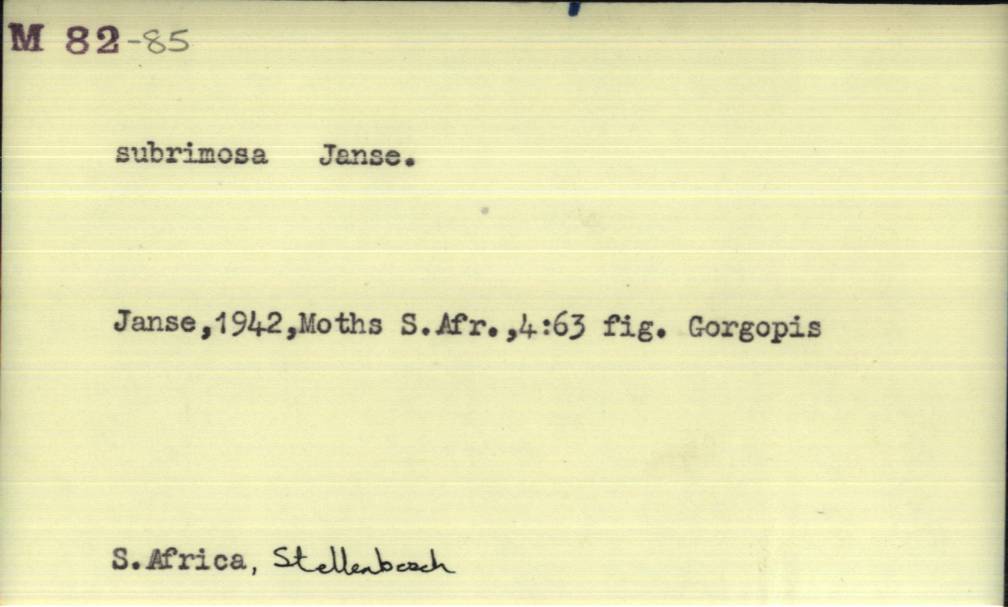 M 82-85
subrimosa Janse.
Janse,1942,Moths S.Afr.,4:63 fig. Gorgopis
S.Africa, Stellenbosch